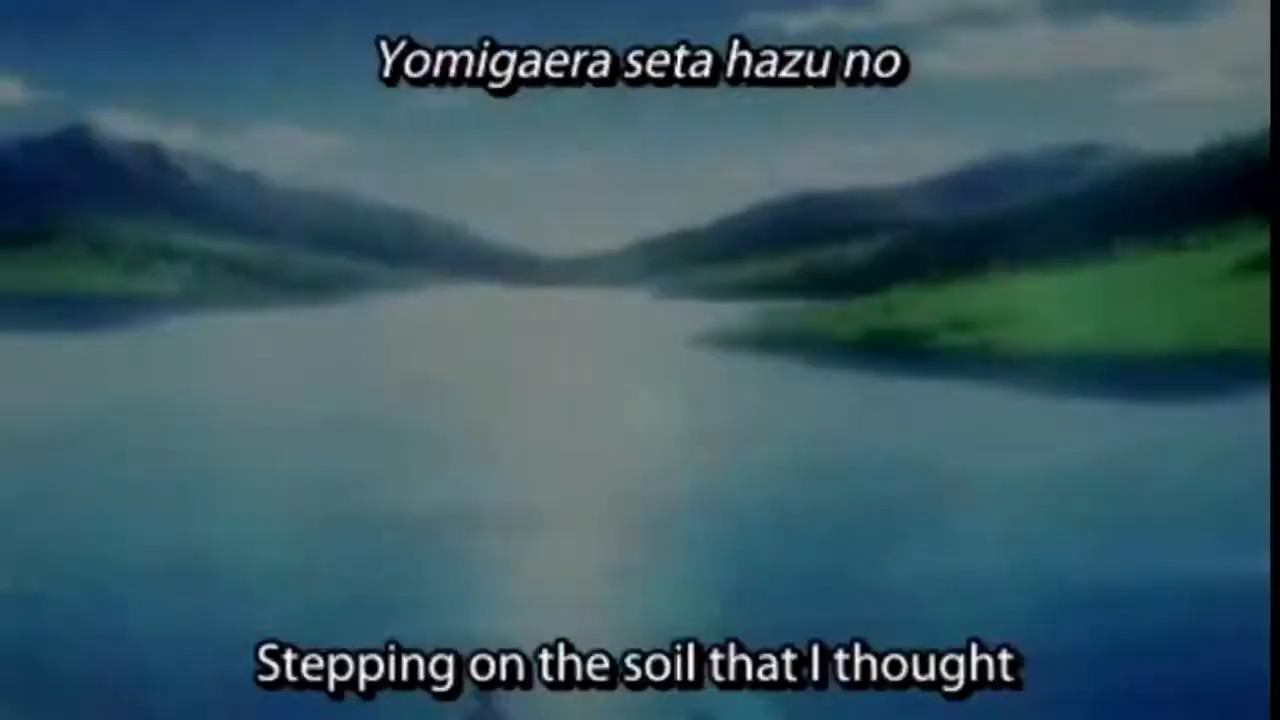 Yomigaera seta hazu no
Stepping on the soil that I thought